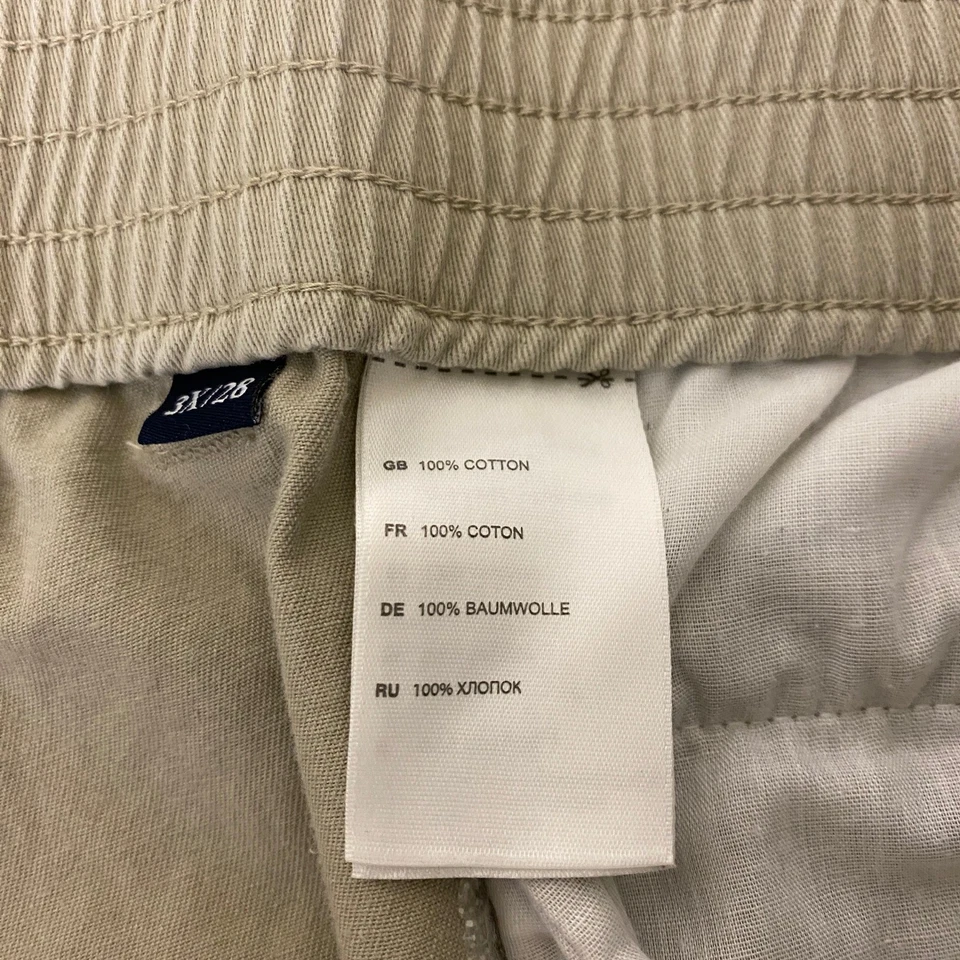 3X/28
GB 100% COTTON
FR 100% COTON
DE 100% BAUMWOLLE
RU 100% ХЛОПОК